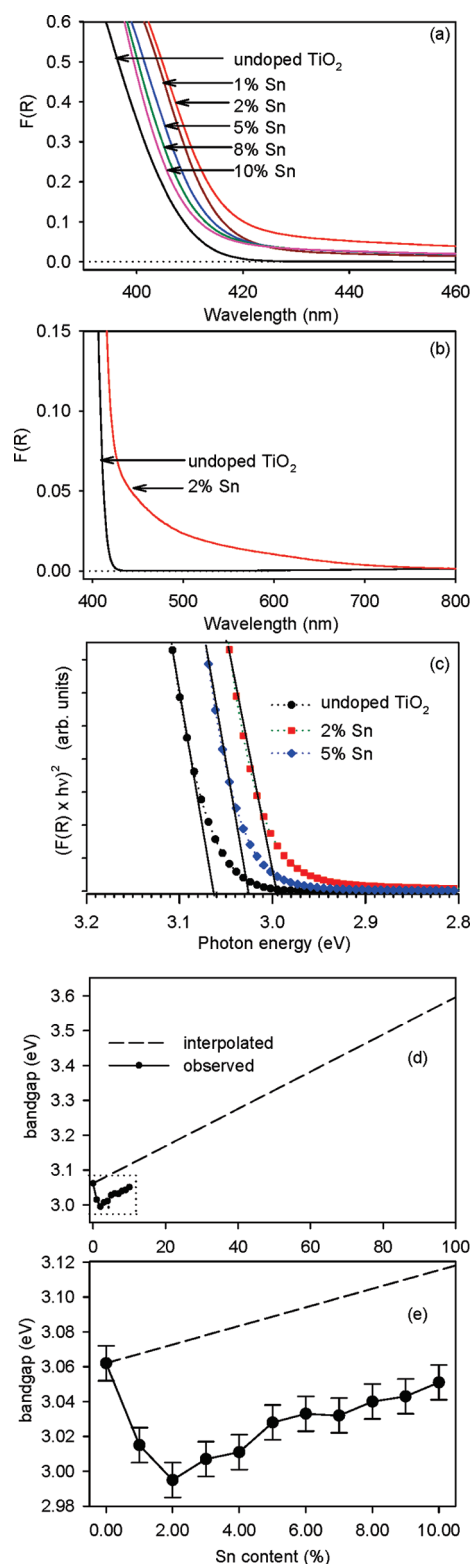 (a)
0.6
0.5
0.4
0.3
0.2
0.1
0.0
F(R)
undoped TiO2
1% Sn
2% Sn
5% Sn
8% Sn
10% Sn
400 420 440 460
Wavelength (nm)
(b)
0.15
0.10
0.05
0.00
F(R)
undoped TiO2
2% Sn
400 500 600 700 800
Wavelength (nm)
(c)
(F(R) x hν)2 (arb. units)
undoped TiO2
2% Sn
5% Sn
3.2 3.1 3.0 2.9 2.8
Photon energy (eV)
3.6
3.5
3.4
3.3
3.2
3.1
3.0
bandgap (eV)
interpolated
observed
(d)
0 20 40 60 80 100
3.12
3.10
3.08
3.06
3.04
3.02
3.00
2.98
bandgap (eV)
(e)
0.00 2.00 4.00 6.00 8.00 10.00
Sn content (%)